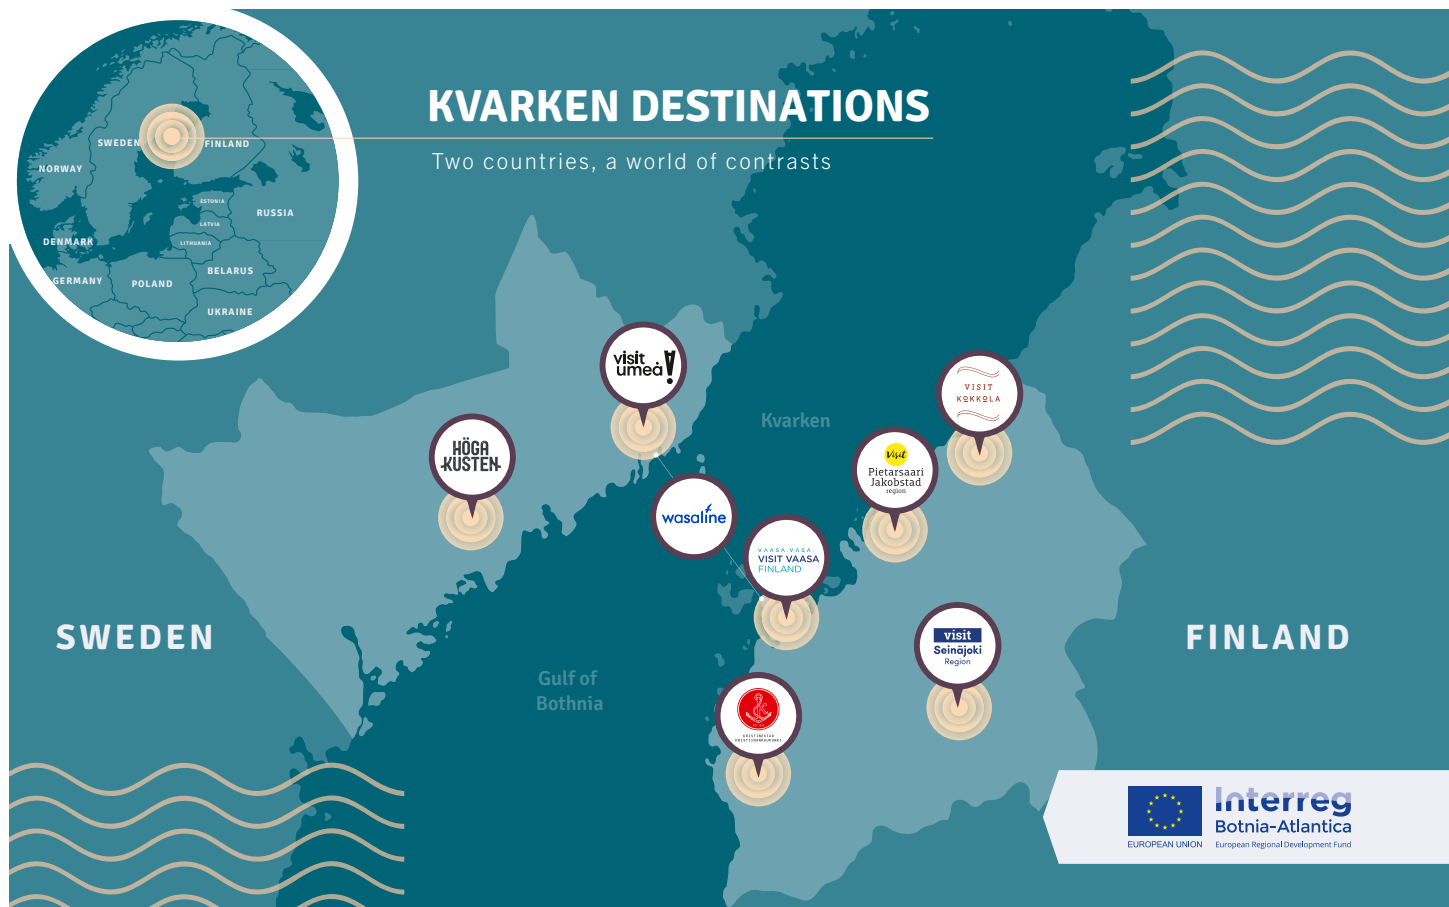 KVARKEN DESTINATIONS
Two countries, a world of contrasts
SWEDEN
FINLAND
NORWAY
ESTONIA
RUSSIA
LATVIA
DENMARK
LITHUANIA
BELARUS
GERMANY
POLAND
UKRAINE
visit
umeå!
VISIT
KOKKOLA
Kvarken
HÖGA
KUSTEN
Visit
Pietarsaari
Jakobstad
region
wasaline
VAASA.VASA.
VISIT VAASA
FINLAND
SWEDEN
FINLAND
visit
Seinäjoki
Region
Gulf of
Bothnia
KRISTINESTAD
KRISTIINANKAUPUNKI
Interreg
Botnia-Atlantica
EUROPEAN UNION
European Regional Development Fund